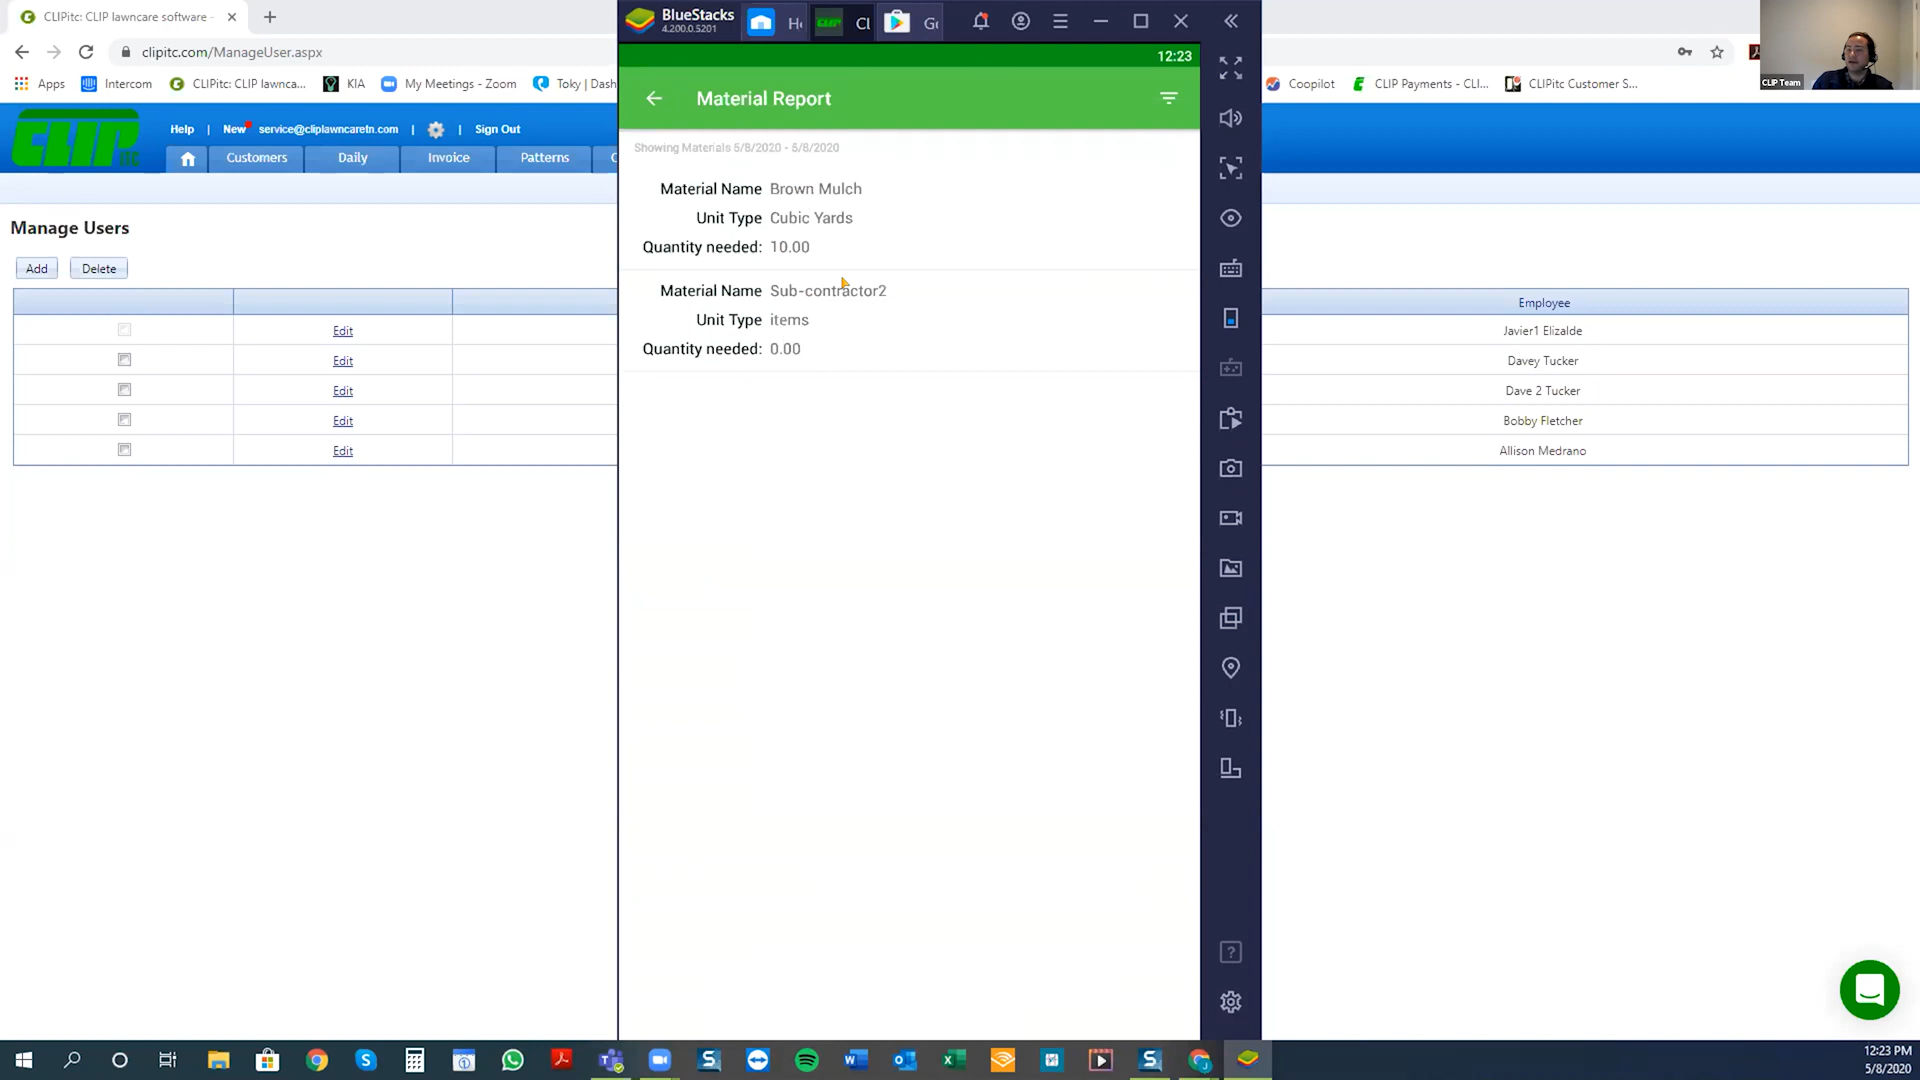 CLIPitc: CLIP lawncare software -
clipitc.com/ManageUser.aspx
Apps
Intercom
CLIPitc: CLIP lawnca...
KIA
My Meetings - Zoom
Toky | Dash
Coopilot
CLIP Payments - CLI...
CLIPitc Customer S...
CLIP Team
CLIP
ITC
Help | New service@cliplawncaretn.com | | Sign Out
Customers
Daily
Invoice
Patterns
Manage Users
Add
Delete
Employee
Edit
Javier1 Elizalde
Edit
Davey Tucker
Edit
Dave 2 Tucker
Edit
Bobby Fletcher
Edit
Allison Medrano
BlueStacks
4.200.0.5201
CLIP
12:23
Material Report
Showing Materials 5/8/2020 - 5/8/2020
Material Name Brown Mulch
Unit Type Cubic Yards
Quantity needed: 10.00
Material Name Sub-contractor2
Unit Type items
Quantity needed: 0.00
12:23 PM
5/8/2020